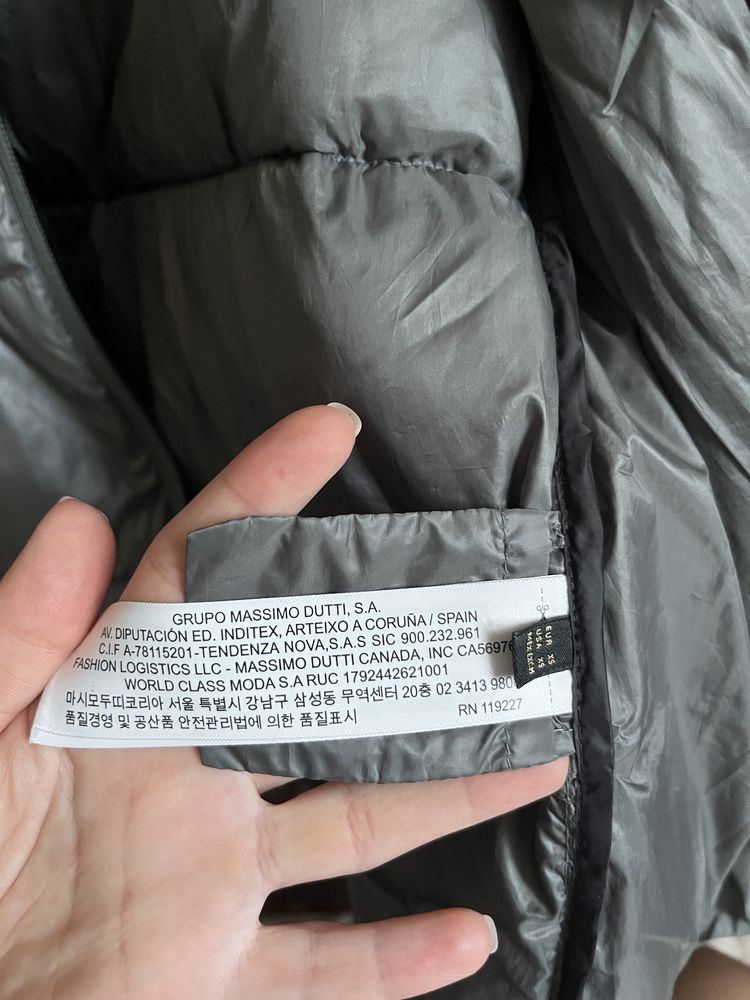 GRUPO MASSIMO DUTTI, S.A.
AV. DIPUTACIÓN ED. INDITEX, ARTEIXO A CORUÑA / SPAIN
C.I.F A-78115201-TENDENZA NOVA,S.A.S SIC 900.232.961
FASHION LOGISTICS LLC - MASSIMO DUTTI CANADA, INC CA56976
WORLD CLASS MODA S.A RUC 1792442621001
마시모두띠코리아 서울 특별시 강남구 삼성동 무역센터 20층 02 3413 980
품질경영 및 공산품 안전관리법에 의한 품질표시
RN 119227
EUR XS
USA XS
MEX